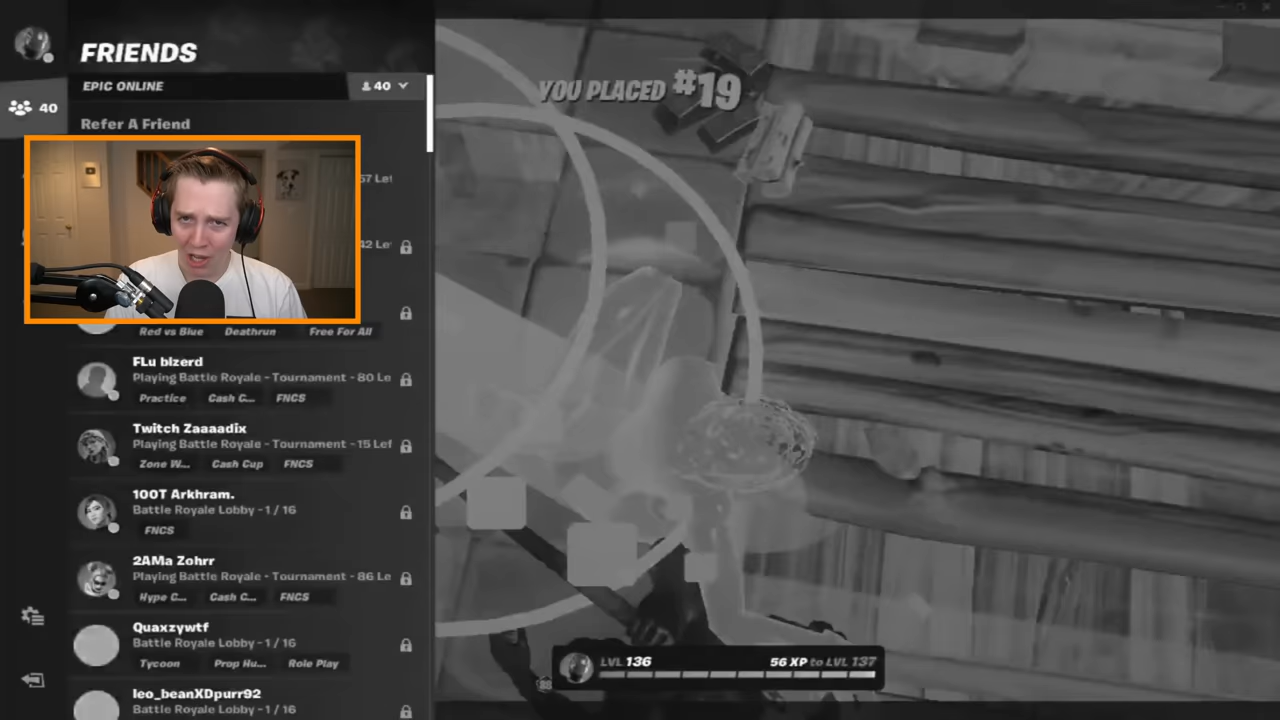 FRIENDS
YOU PLACED #19
EPIC ONLINE
40
40
Refer A Friend
57
Red vs Blue Deathrun Free For All
FLu blzerd
Playing Battle Royale - Tournament - 80 Le
Practice Cash C... FNCS
Twitch Zaaaadix
Playing Battle Royale - Tournament - 15 Lef
Zone W... Cash Cup FNCS
100T Arkhram.
Battle Royale Lobby - 1 / 16
FNCS
2AMa Zohrr
Playing Battle Royale - Tournament - 86 Le
Hype C... Cash C... FNCS
Quaxzywtf
Battle Royale Lobby - 1 / 16
Tycoon Prop Hu... Role Play
leo_beanXDpurr92
Battle Royale Lobby - 1 / 16
LVL 136 56 XP to LVL 137